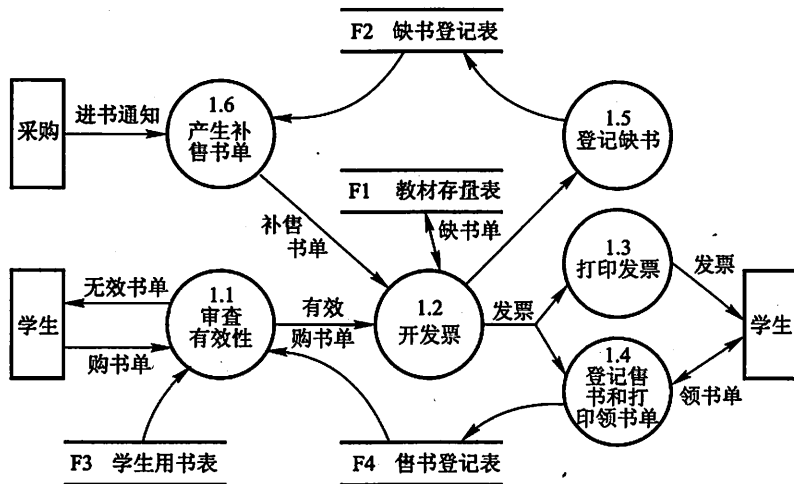 F2 缺书登记表
采购
进书通知
1.6
产生补
售书单
1.5
登记缺书
F1 教材存量表
补售
书单
缺书单
学生
无效书单
购书单
1.1
审查
有效性
有效
购书单
1.2
开发票
发票
1.3
打印发票
发票
1.4
登记售
书和打
印领书单
领书单
学生
F3 学生用书表
F4 售书登记表